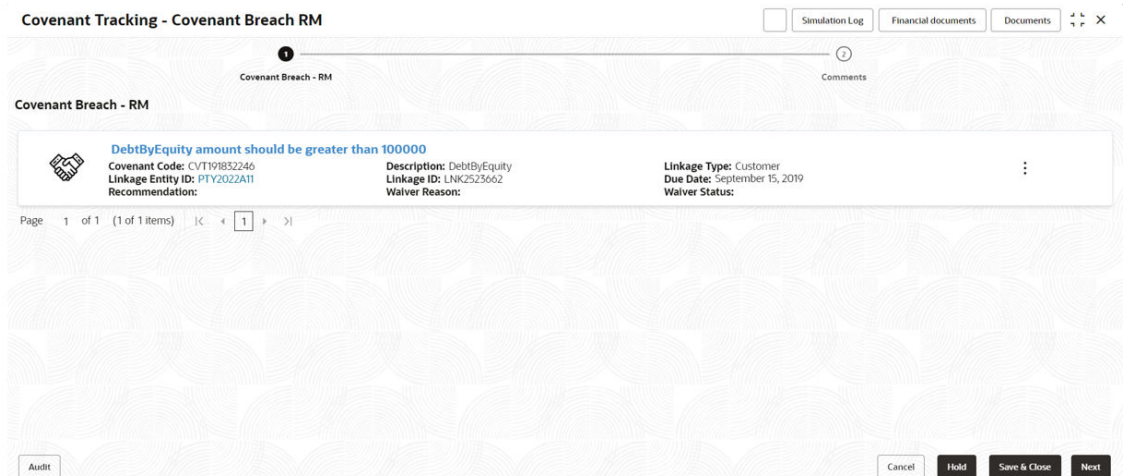 Covenant Tracking - Covenant Breach RM
Simulation Log
Financial documents
Documents
1
2
Covenant Breach - RM
Comments
Covenant Breach - RM
DebtByEquity amount should be greater than 100000
Covenant Code: CVT191832246 Description: DebtByEquity Linkage Type: Customer
Linkage Entity ID: PTY2022A11 Linkage ID: LNK2523662 Due Date: September 15, 2019
Recommendation: Waiver Reason: Waiver Status:
Page 1 of 1 (1 of 1 items) 1
Audit
Cancel
Hold
Save & Close
Next